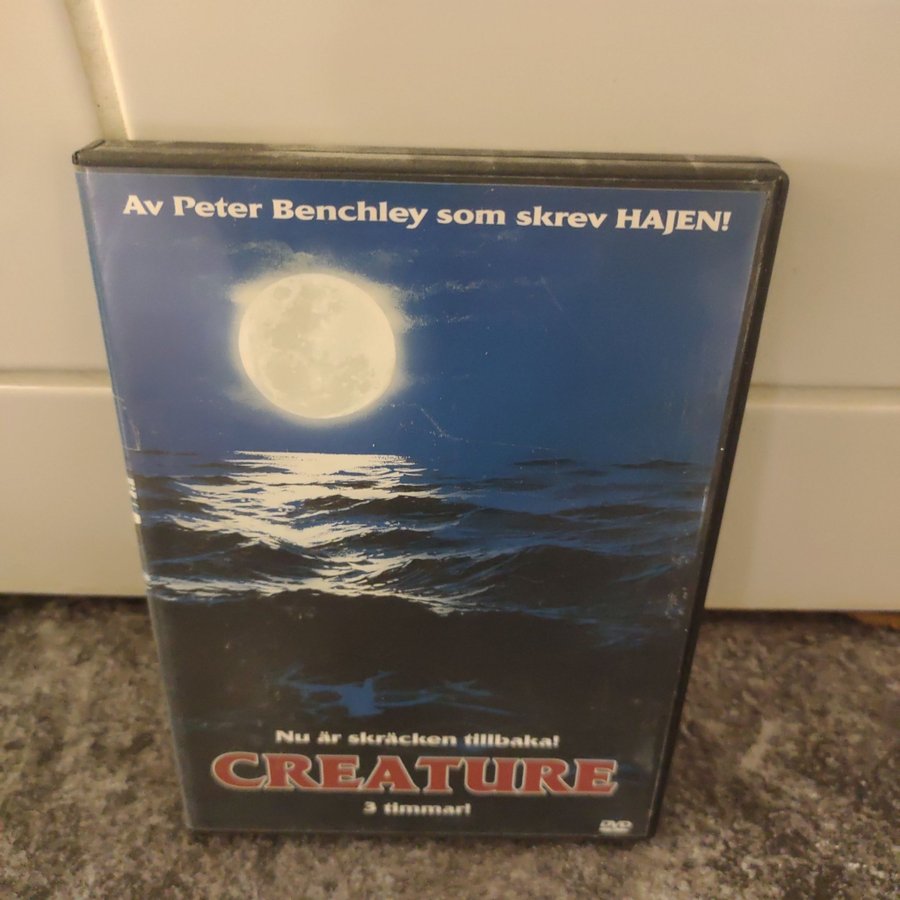 Av Peter Benchley som skrev HAJEN!
Nu är skräcken tillbaka!
CREATURE
3 timmar!
DVD